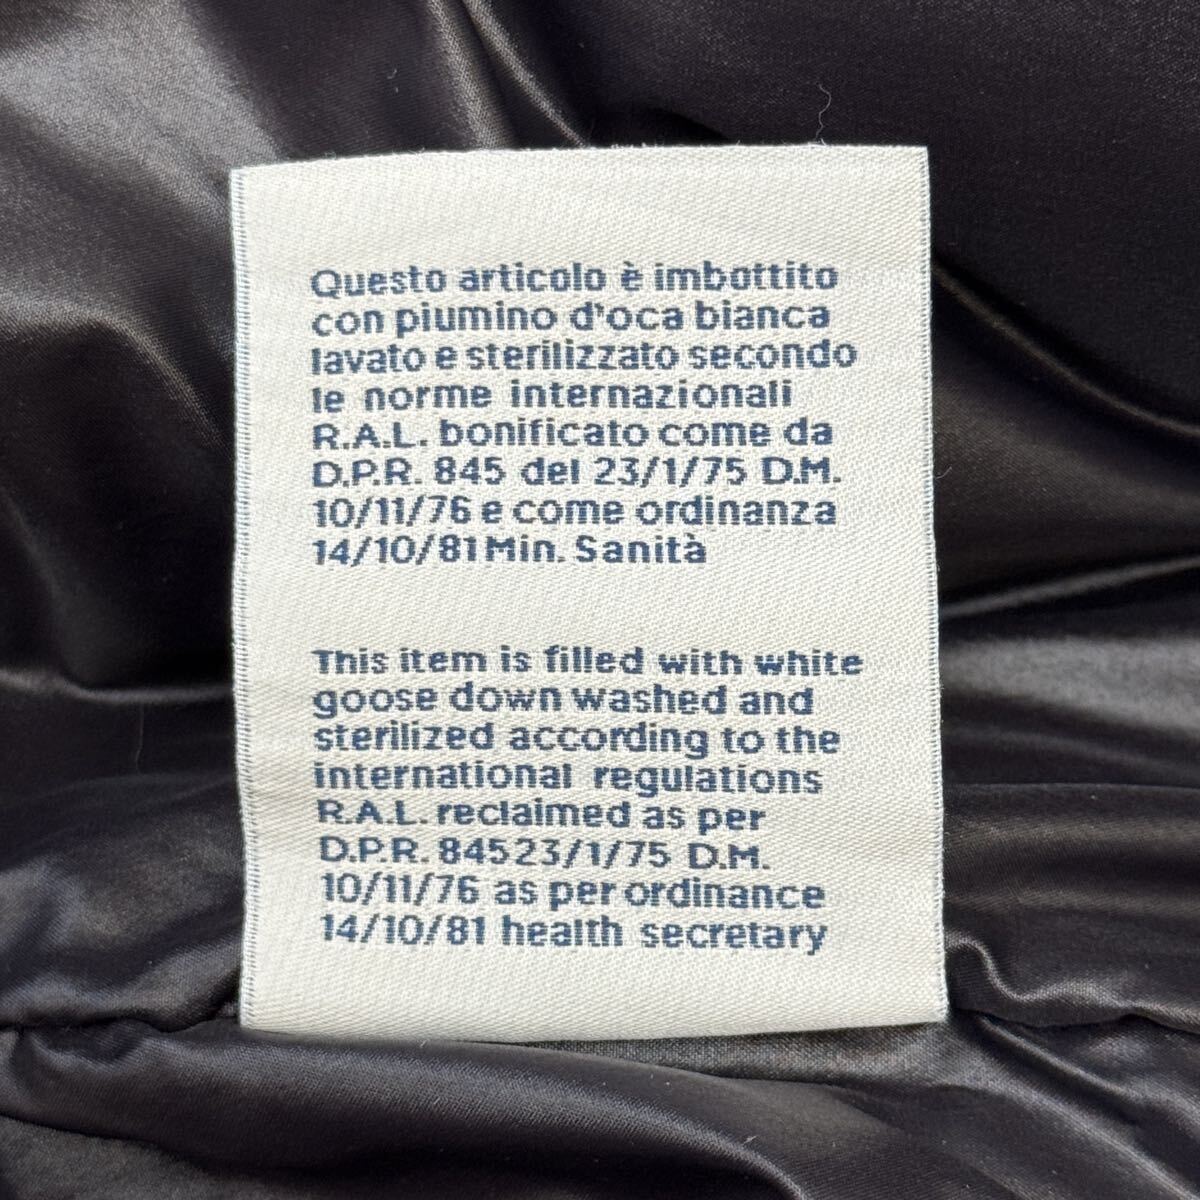 Questo articolo è imbottito
con piumino d'oca bianca
lavato e sterilizzato secondo
le norme internazionali
R.A.L. bonificato come da
D.P.R. 845 del 23/1/75 D.M.
10/11/76 e come ordinanza
14/10/81 Min. Sanità
This item is filled with white
goose down washed and
sterilized according to the
international regulations
R.A.L. reclaimed as per
D.P.R. 84523/1/75 D.M.
10/11/76 as per ordinance
14/10/81 health secretary